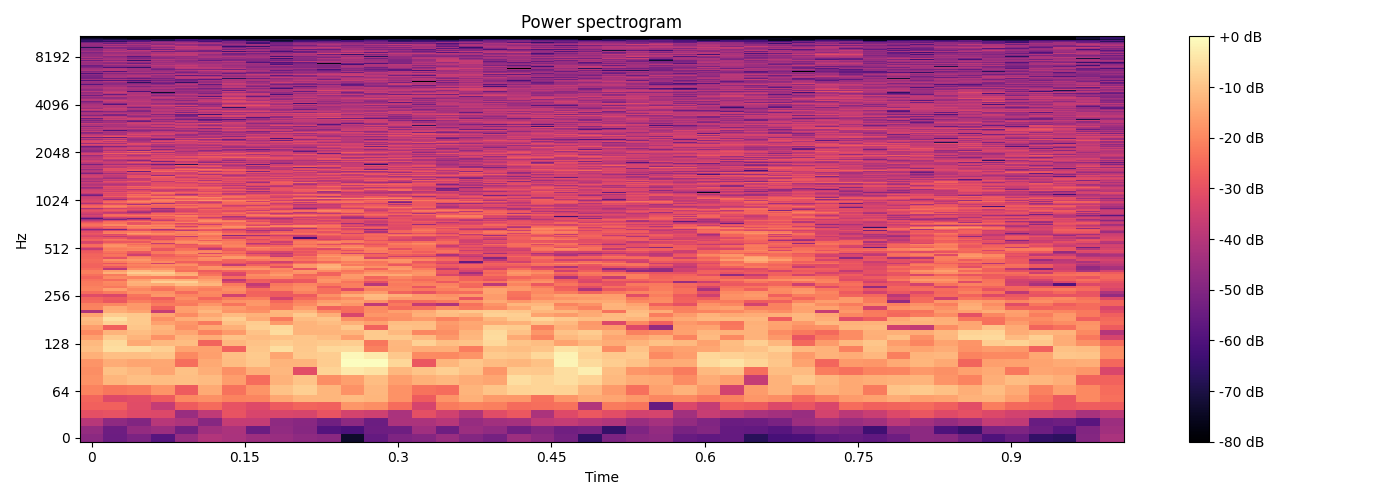 Power spectrogram
Hz
8192
4096
2048
1024
512
256
128
64
0
0 0.15 0.3 0.45 0.6 0.75 0.9
Time
+0 dB
-10 dB
-20 dB
-30 dB
-40 dB
-50 dB
-60 dB
-70 dB
-80 dB